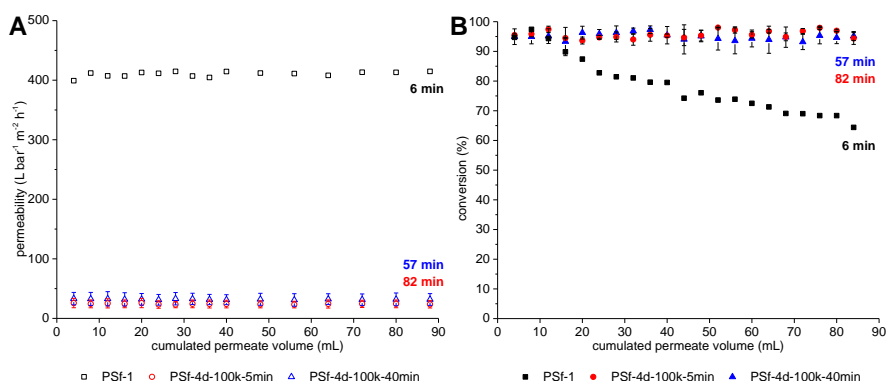 A
permeability (L bar⁻¹ m⁻² h⁻¹)
500
400
300
200
100
50
0
6 min
57 min
82 min
0 10 20 30 40 50 60 70 80 90
cumulated permeate volume (mL)
PSf-1 PSf-4d-100k-5min PSf-4d-100k-40min
B
conversion (%)
100
95
90
80
70
60
50
40
30
20
10
0
57 min
82 min
6 min
0 10 20 30 40 50 60 70 80 90
cumulated permeate volume (mL)
PSf-1 PSf-4d-100k-5min PSf-4d-100k-40min